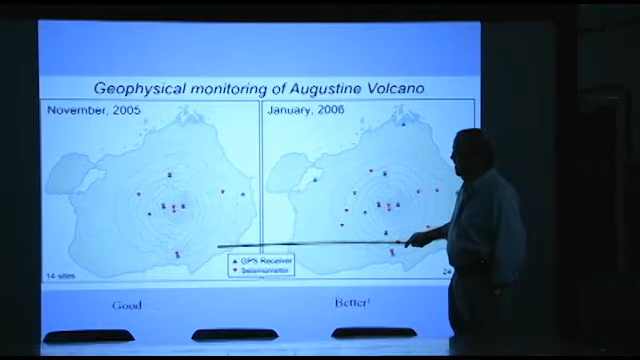 Geophysical monitoring of Augustine Volcano
November, 2005
January, 2006
GPS Receiver
Seismometer
14 sites
Good....
Better!